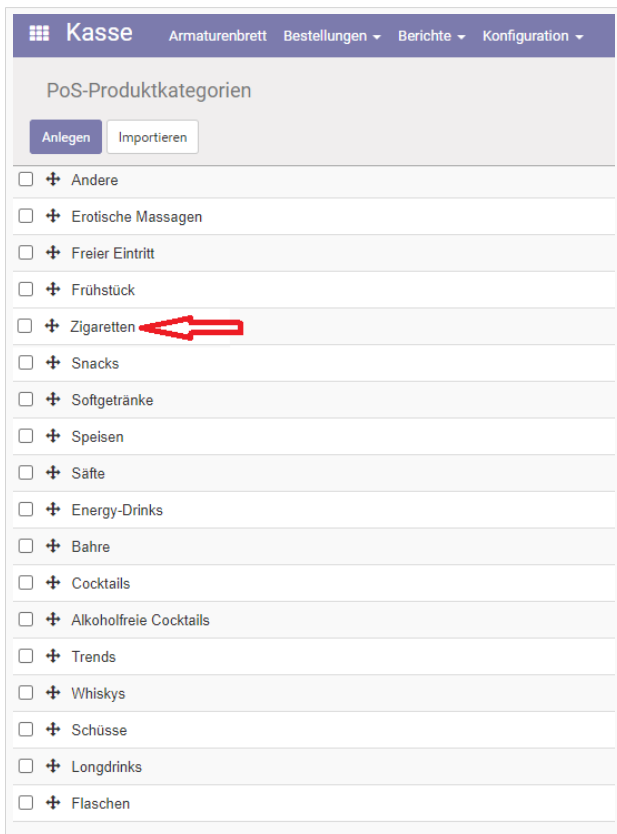 Kasse Armaturenbrett Bestellungen Berichte Konfiguration
PoS-Produktkategorien
Anlegen Importieren
Andere
Erotische Massagen
Freier Eintritt
Frühstück
Zigaretten
Snacks
Softgetränke
Speisen
Säfte
Energy-Drinks
Bahre
Cocktails
Alkoholfreie Cocktails
Trends
Whiskys
Schüsse
Longdrinks
Flaschen